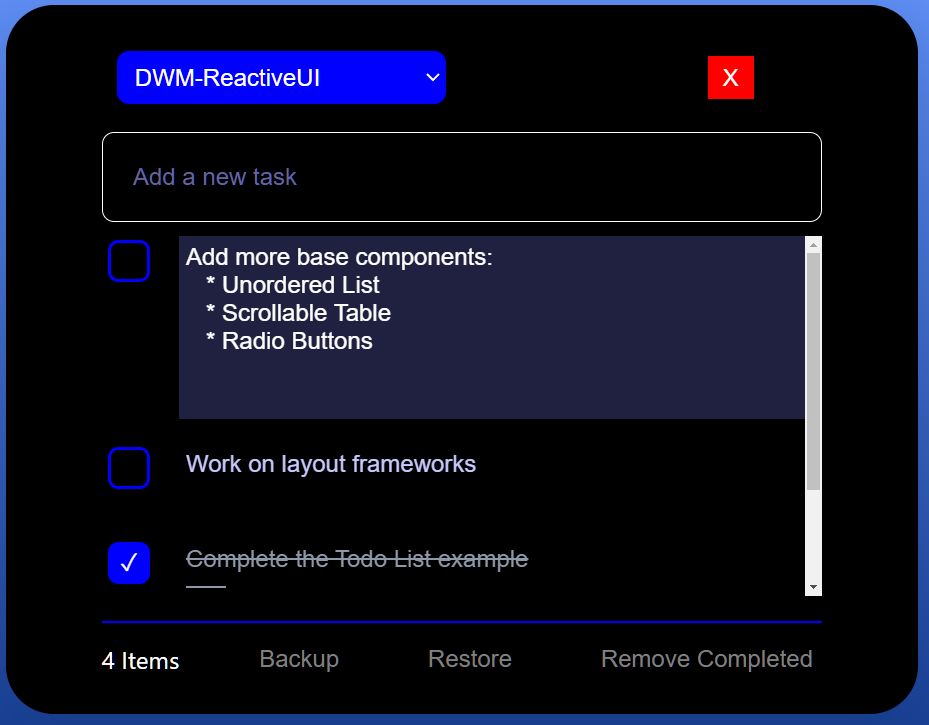 DWM-ReactiveUI
X
Add a new task
Add more base components:
* Unordered List
* Scrollable Table
* Radio Buttons
Work on layout frameworks
✓ Complete the Todo List example
4 Items Backup Restore Remove Completed